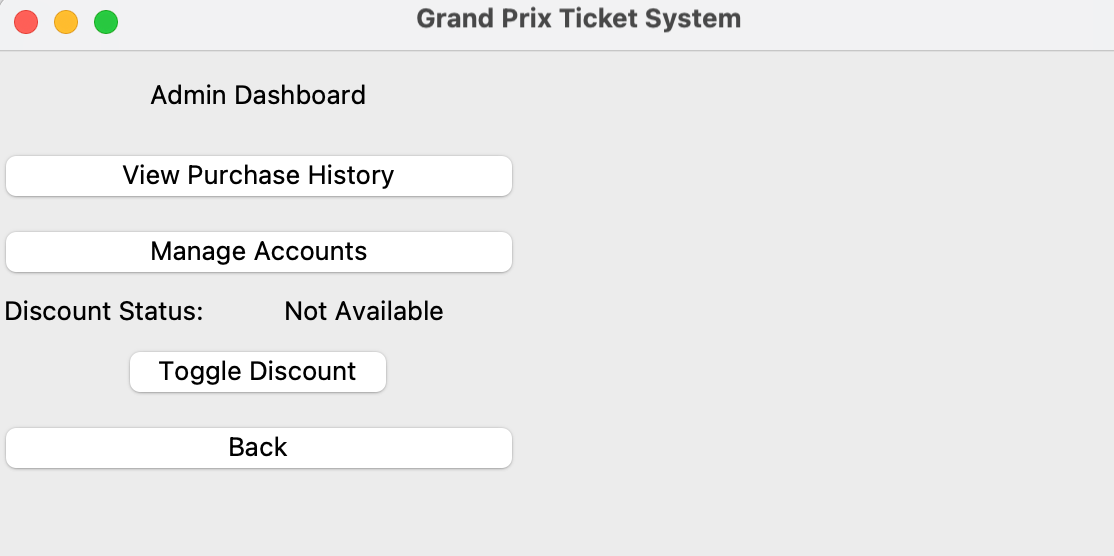 Grand Prix Ticket System
Admin Dashboard
View Purchase History
Manage Accounts
Discount Status: Not Available
Toggle Discount
Back